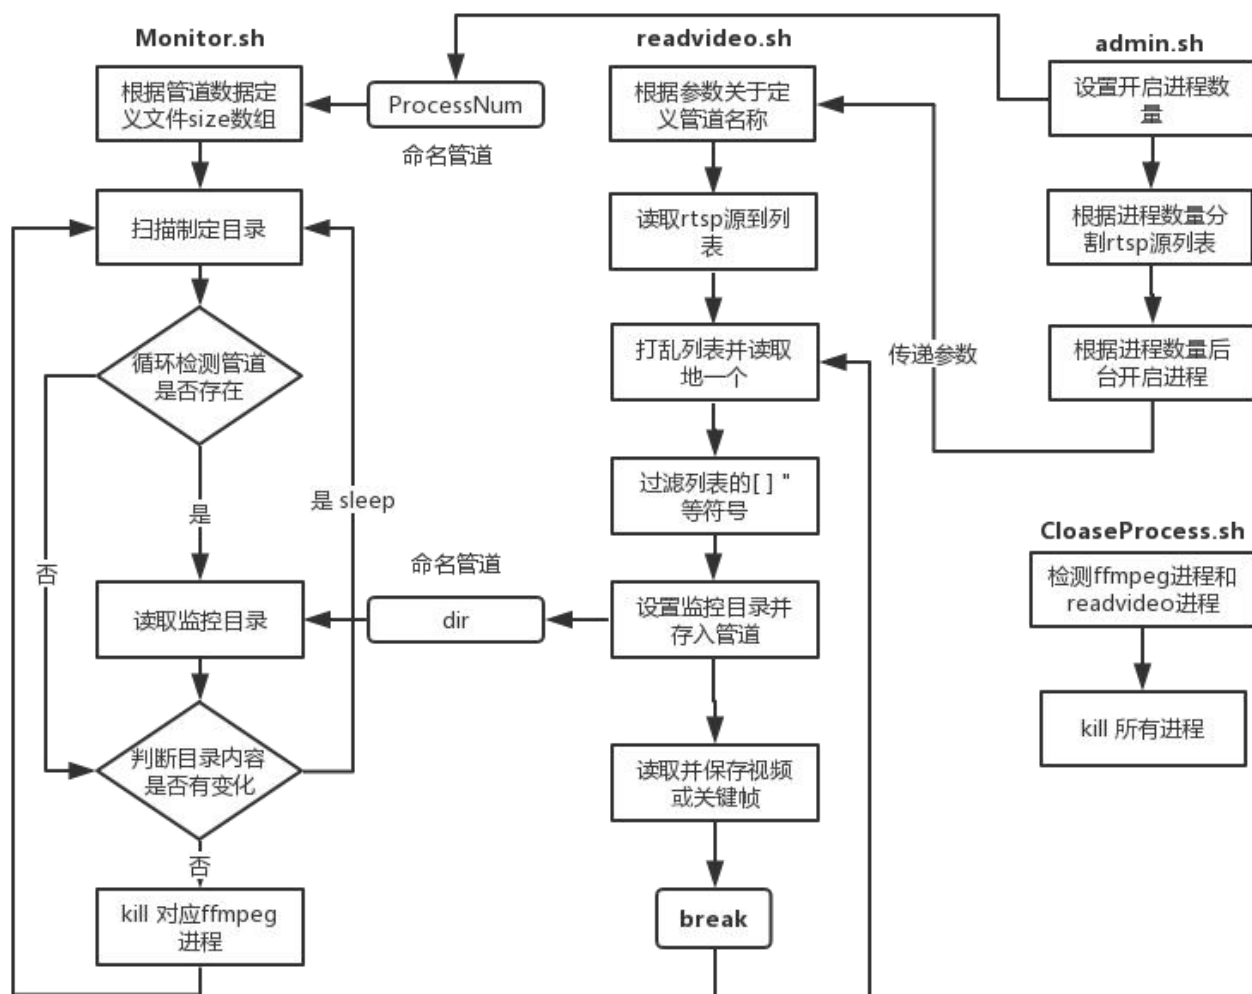 Monitor.sh
根据管道数据定
义文件size数组
扫描制定目录
循环检测管道
是否存在
是
否
是 sleep
读取监控目录
判断目录内容
是否有变化
否
kill 对应ffmpeg
进程
ProcessNum
命名管道
命名管道
dir
readvideo.sh
根据参数关于定
义管道名称
读取rtsp源到列
表
打乱列表并读取
地一个
过滤列表的[ ] "
等符号
设置监控目录并
存入管道
读取并保存视频
或关键帧
break
传递参数
admin.sh
设置开启进程数
量
根据进程数量分
割rtsp源列表
根据进程数量后
台开启进程
CloaseProcess.sh
检测ffmpeg进程和
readvideo进程
kill 所有进程